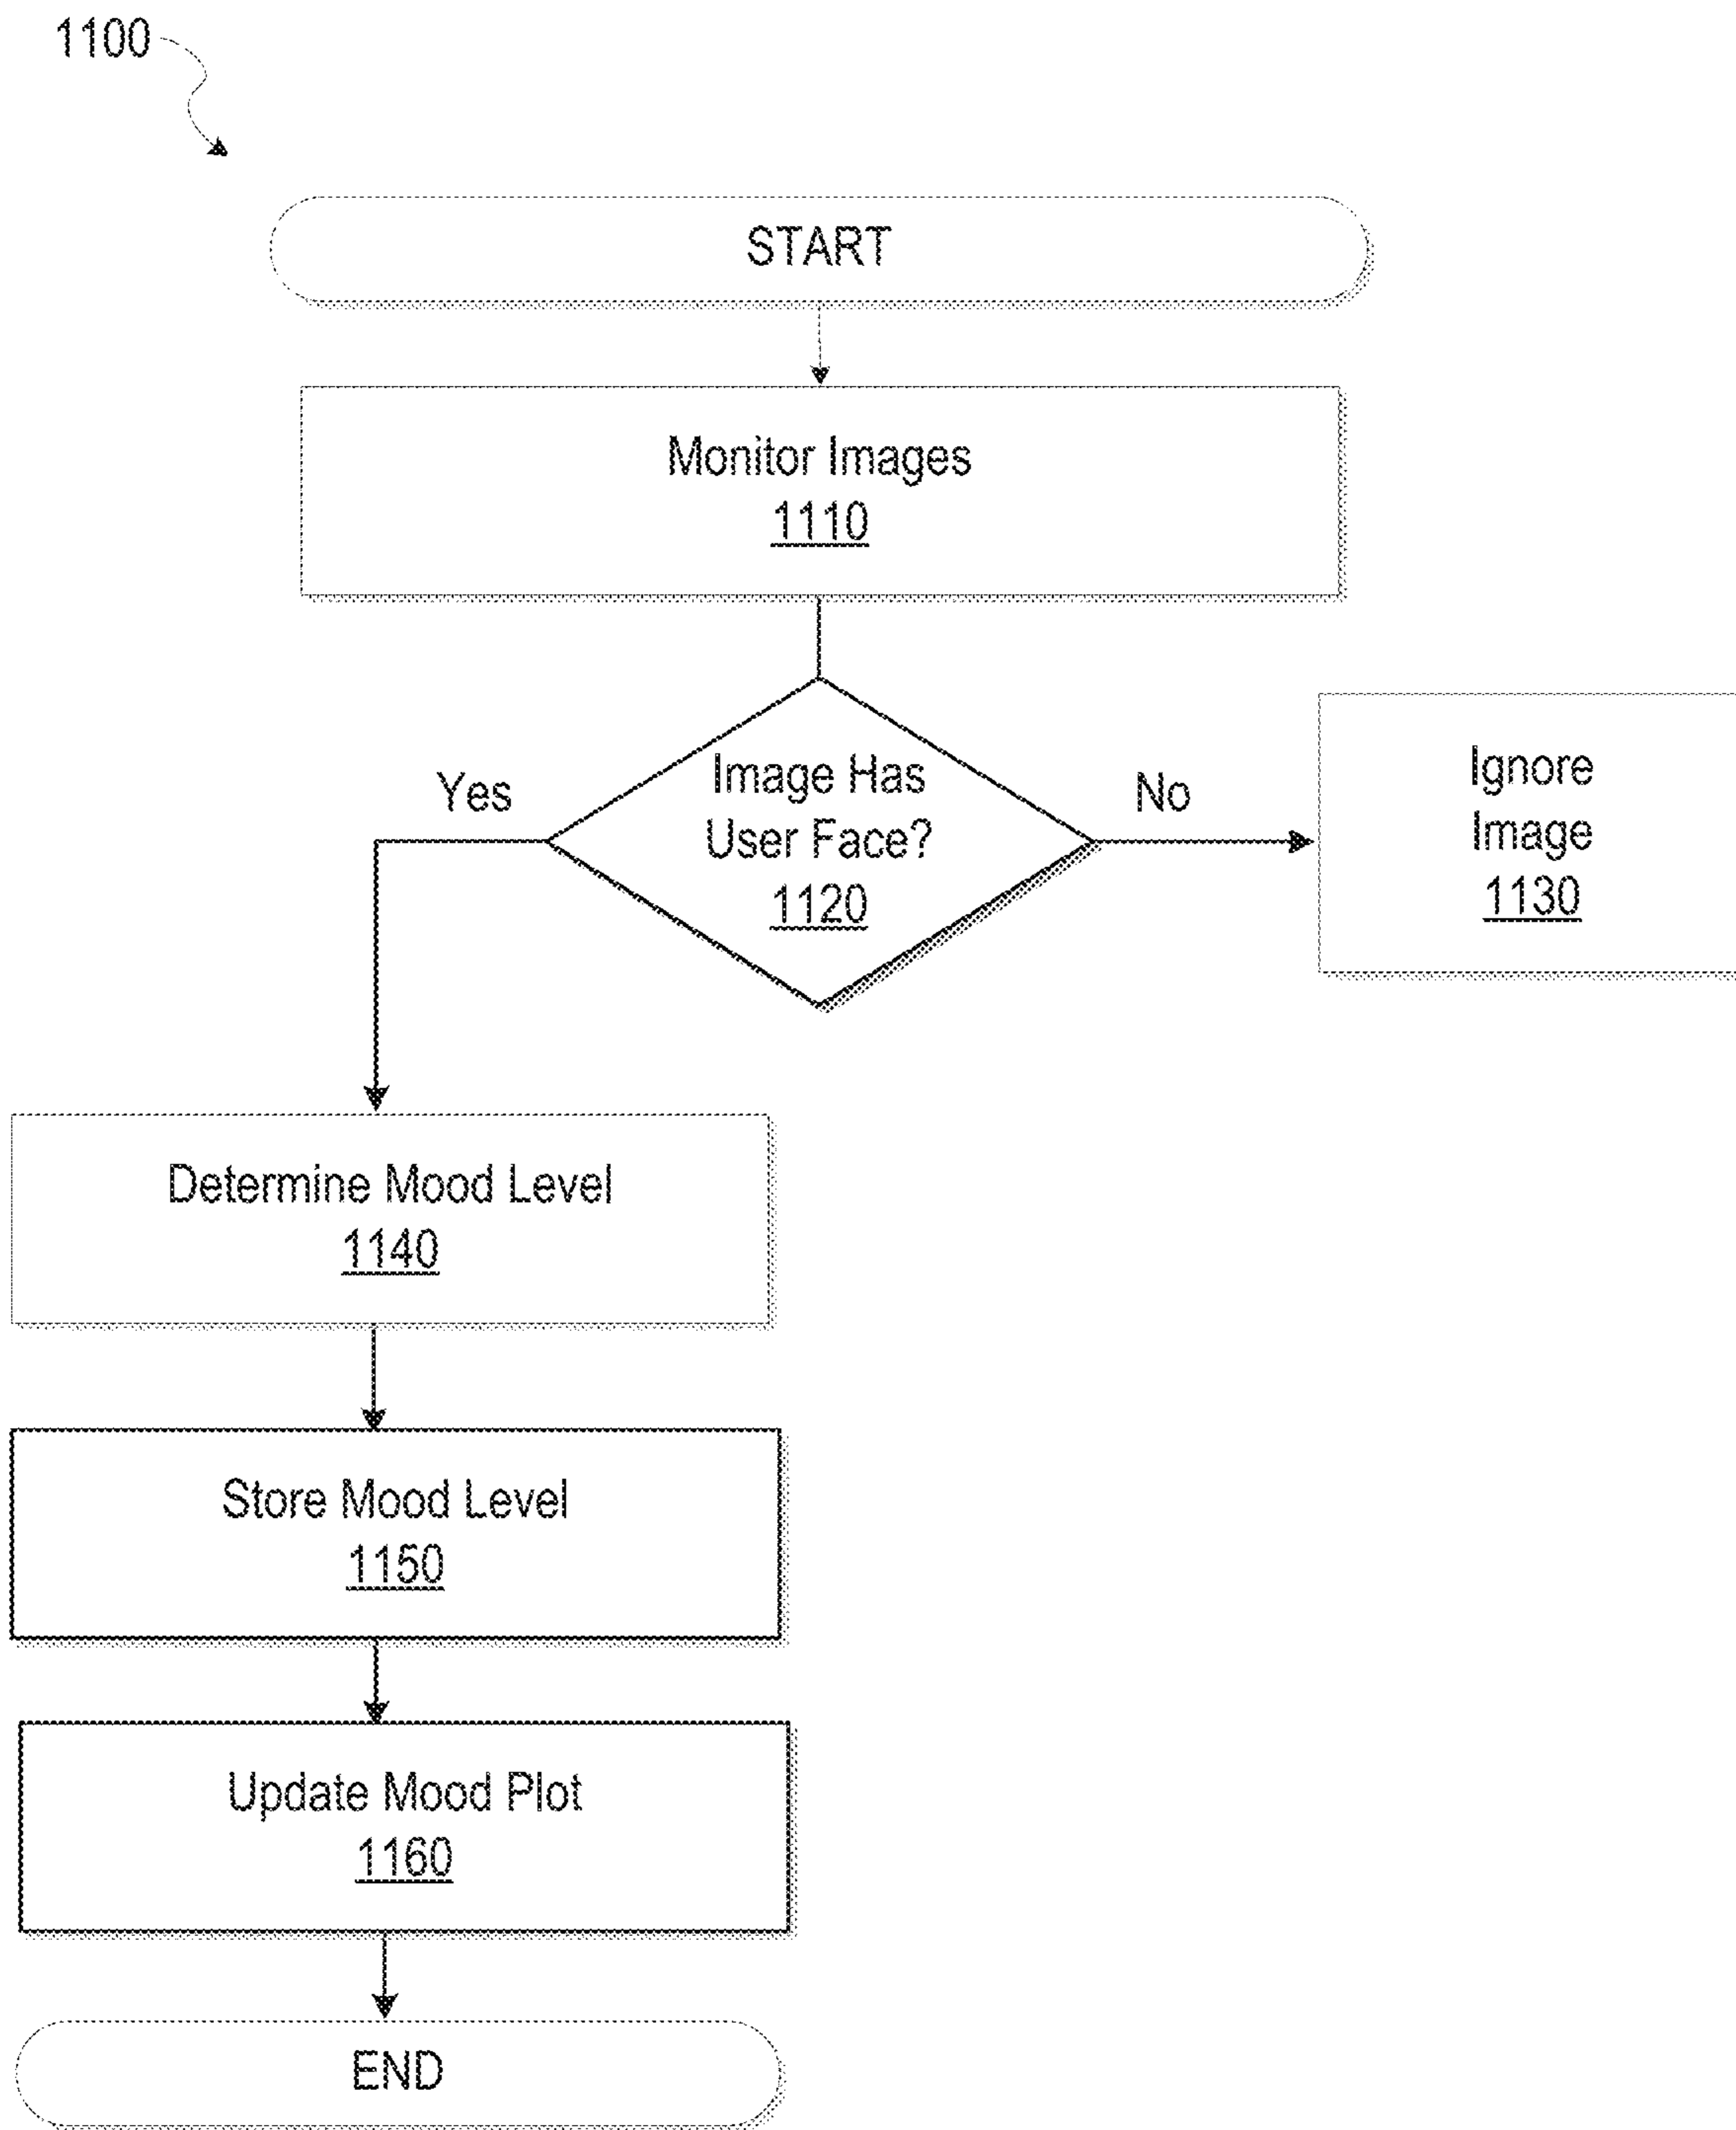 1100
START
Monitor Images
1110
Image Has
User Face?
1120
Yes
No
Ignore
Image
1130
Determine Mood Level
1140
Store Mood Level
1150
Update Mood Plot
1160
END